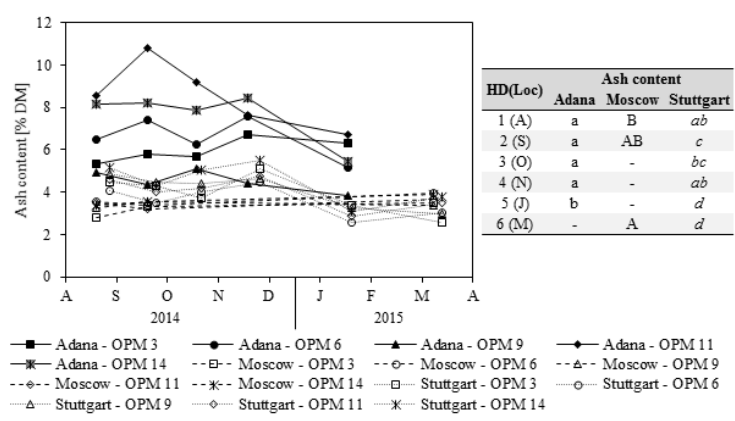 12
10
8
6
4
2
0
Ash content [% DM]
A S O N D J F M A
2014 2015
Ash content
HD(Loc)
Adana Moscow Stuttgart
1 (A) a B ab
2 (S) a AB c
3 (O) a - bc
4 (N) a - ab
5 (J) b - d
6 (M) - A d
Adana - OPM 3 Adana - OPM 6 Adana - OPM 9 Adana - OPM 11
Adana - OPM 14 Moscow - OPM 3 Moscow - OPM 6 Moscow - OPM 9
Moscow - OPM 11 Moscow - OPM 14 Stuttgart - OPM 3 Stuttgart - OPM 6
Stuttgart - OPM 9 Stuttgart - OPM 11 Stuttgart - OPM 14